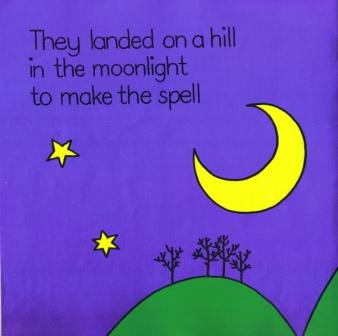 They landed on a hill
in the moonlight
to make the spell